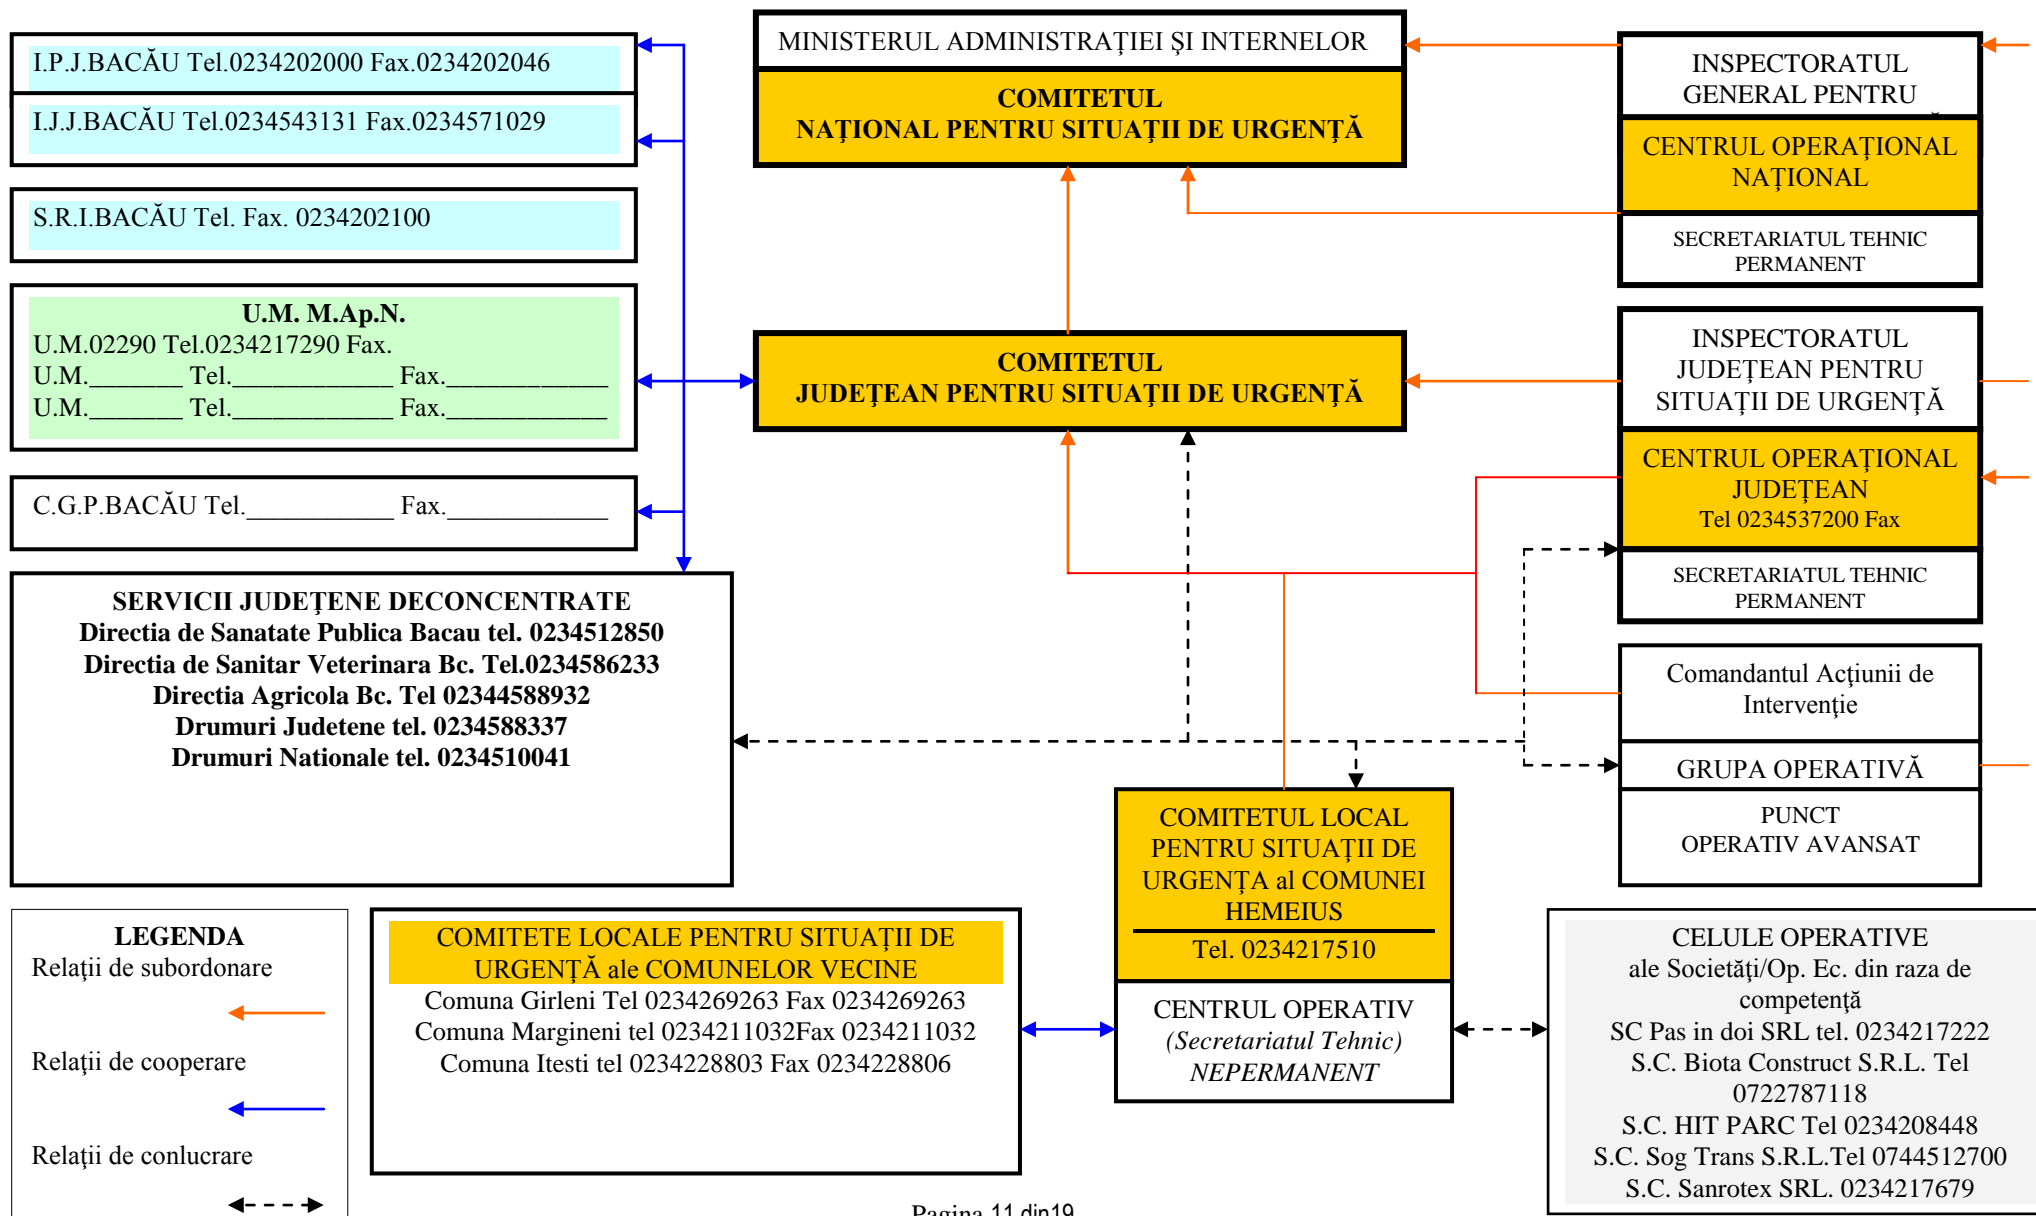 I.P.J.BACĂU Tel.0234202000 Fax.0234202046
I.J.J.BACĂU Tel.0234543131 Fax.0234571029
S.R.I.BACĂU Tel. Fax. 0234202100
U.M. M.Ap.N.
U.M.02290 Tel.0234217290 Fax.
U.M._______ Tel.____________ Fax.____________
U.M._______ Tel.____________ Fax.____________
C.G.P.BACĂU Tel.___________ Fax.____________
SERVICII JUDEŢENE DECONCENTRATE
Directia de Sanatate Publica Bacau tel. 0234512850
Directia de Sanitar Veterinara Bc. Tel.0234586233
Directia Agricola Bc. Tel 02344588932
Drumuri Judetene tel. 0234588337
Drumuri Nationale tel. 0234510041
MINISTERUL ADMINISTRAŢIEI ŞI INTERNELOR
COMITETUL
NAŢIONAL PENTRU SITUAŢII DE URGENŢĂ
COMITETUL
JUDEŢEAN PENTRU SITUAŢII DE URGENŢĂ
INSPECTORATUL
GENERAL PENTRU
CENTRUL OPERAŢIONAL
NAŢIONAL
SECRETARIATUL TEHNIC
PERMANENT
INSPECTORATUL
JUDEŢEAN PENTRU
SITUAŢII DE URGENŢĂ
CENTRUL OPERAŢIONAL
JUDEŢEAN
Tel 0234537200 Fax
SECRETARIATUL TEHNIC
PERMANENT
Comandantul Acţiunii de
Intervenţie
GRUPA OPERATIVĂ
PUNCT
OPERATIV AVANSAT
COMITETUL LOCAL
PENTRU SITUAŢII DE
URGENŢA al COMUNEI
HEMEIUS
Tel. 0234217510
CENTRUL OPERATIV
(Secretariatul Tehnic)
NEPERMANENT
LEGENDA
Relaţii de subordonare
Relaţii de cooperare
Relaţii de conlucrare
COMITETE LOCALE PENTRU SITUAŢII DE
URGENŢĂ ale COMUNELOR VECINE
Comuna Girleni Tel 0234269263 Fax 0234269263
Comuna Margineni tel 0234211032Fax 0234211032
Comuna Itesti tel 0234228803 Fax 0234228806
CELULE OPERATIVE
ale Societăţi/Op. Ec. din raza de
competenţă
SC Pas in doi SRL tel. 0234217222
S.C. Biota Construct S.R.L. Tel
0722787118
S.C. HIT PARC Tel 0234208448
S.C. Sog Trans S.R.L.Tel 0744512700
S.C. Sanrotex SRL. 0234217679
Pagina 11 din19